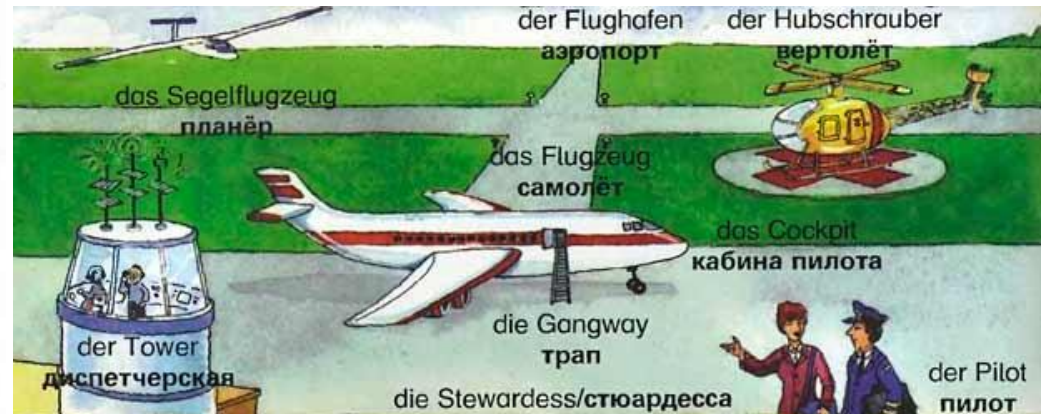 der Flughafen
аэропорт
der Hubschrauber
вертолёт
das Segelflugzeug
планёр
das Flugzeug
самолёт
das Cockpit
кабина пилота
die Gangway
трап
der Tower
диспетчерская
die Stewardess/стюардесса
der Pilot
пилот